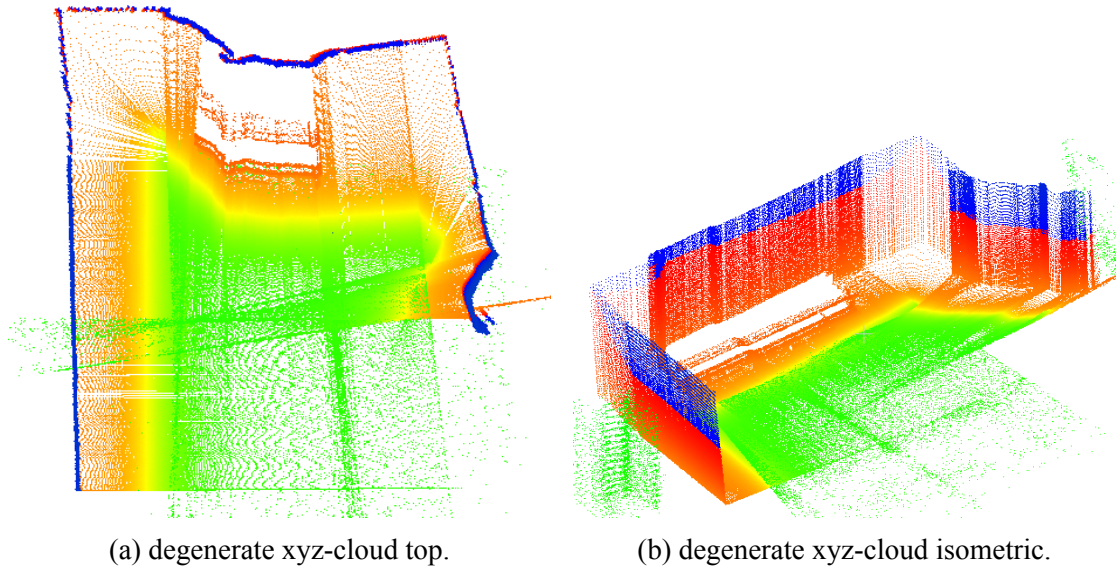 (a) degenerate xyz-cloud top.
(b) degenerate xyz-cloud isometric.